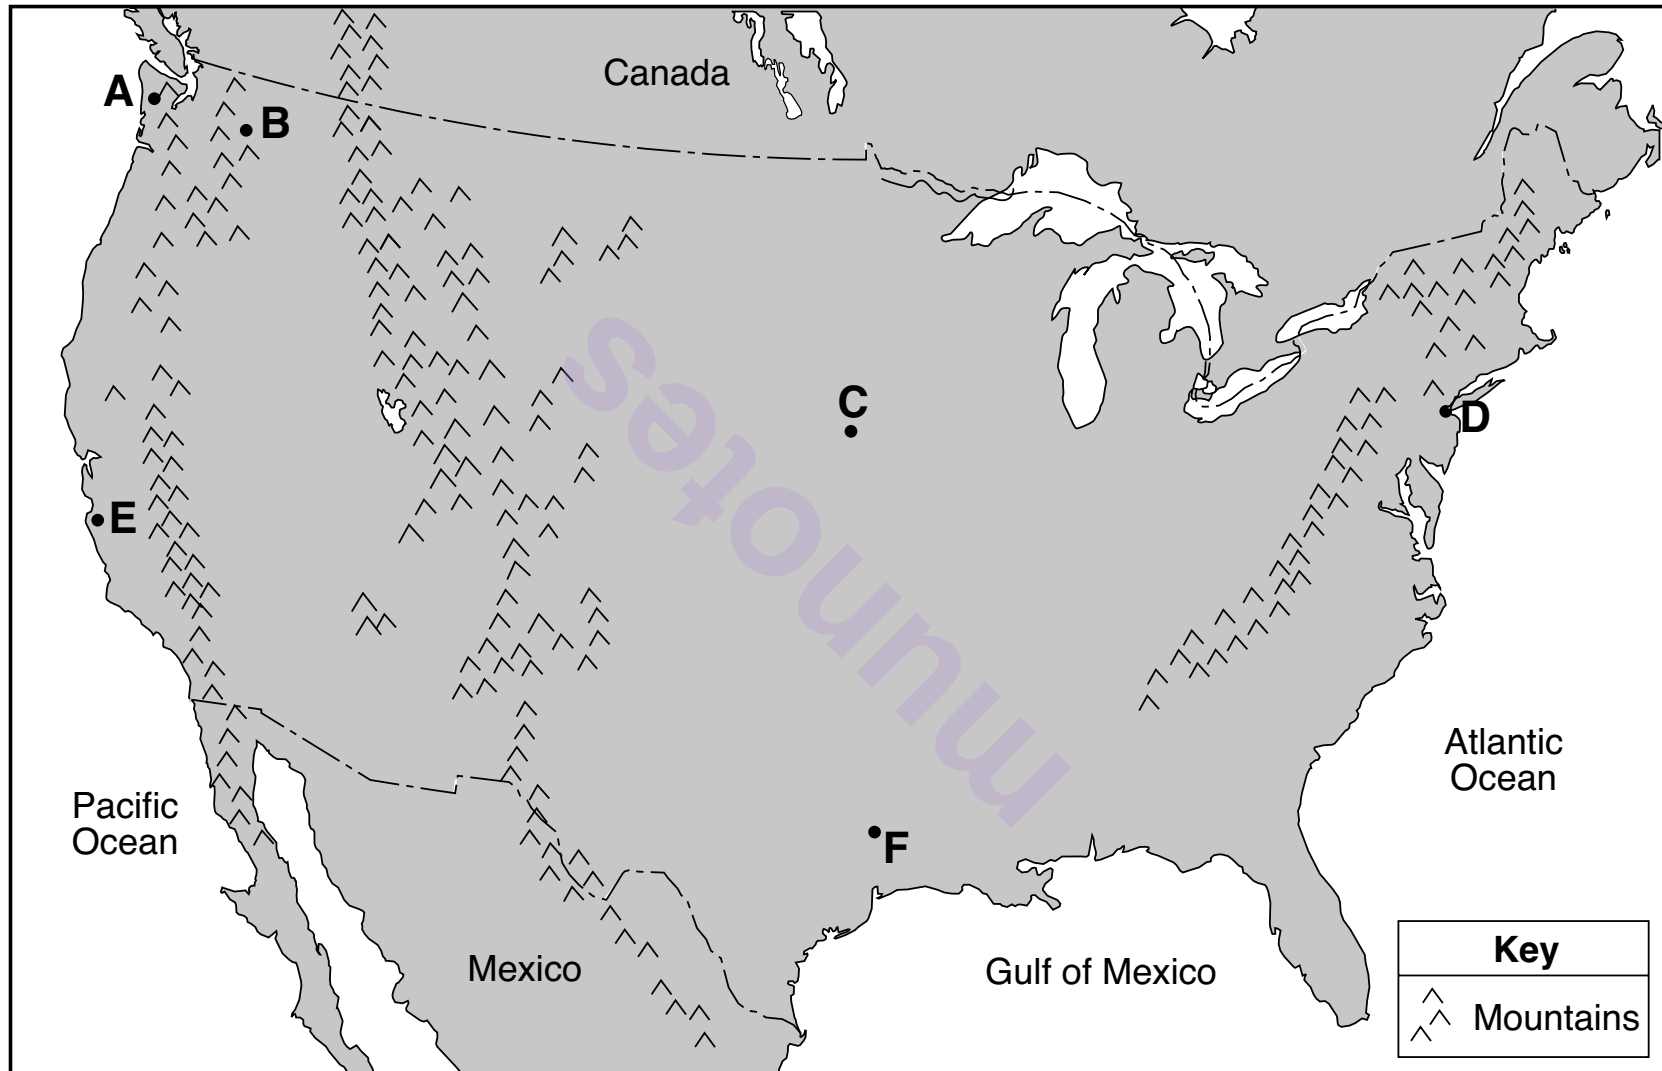 Canada
A
B
C
D
E
F
Pacific
Ocean
Mexico
Gulf of Mexico
Atlantic
Ocean
Key
Mountains
munotes